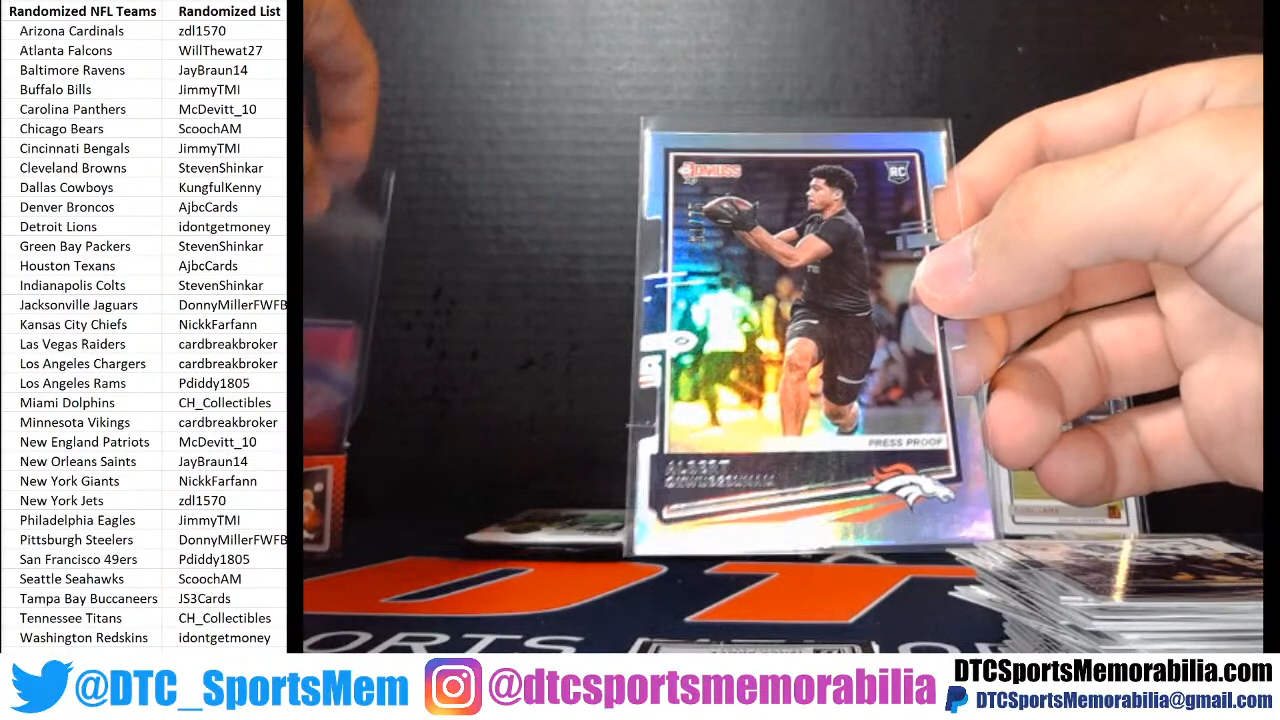 Randomized NFL Teams Randomized List
Arizona Cardinals zdl1570
Atlanta Falcons WillThewat27
Baltimore Ravens JayBraun14
Buffalo Bills JimmyTMI
Carolina Panthers McDevitt_10
Chicago Bears ScoochAM
Cincinnati Bengals JimmyTMI
Cleveland Browns StevenShinkar
Dallas Cowboys KungfulKenny
Denver Broncos AjbcCards
Detroit Lions idontgetmoney
Green Bay Packers StevenShinkar
Houston Texans AjbcCards
Indianapolis Colts StevenShinkar
Jacksonville Jaguars DonnyMillerFWFB
Kansas City Chiefs NickkFarfann
Las Vegas Raiders cardbreakbroker
Los Angeles Chargers cardbreakbroker
Los Angeles Rams Pdiddy1805
Miami Dolphins CH_Collectibles
Minnesota Vikings cardbreakbroker
New England Patriots McDevitt_10
New Orleans Saints JayBraun14
New York Giants NickkFarfann
New York Jets zdl1570
Philadelphia Eagles JimmyTMI
Pittsburgh Steelers DonnyMillerFWFB
San Francisco 49ers Pdiddy1805
Seattle Seahawks ScoochAM
Tampa Bay Buccaneers JS3Cards
Tennessee Titans CH_Collectibles
Washington Redskins idontgetmoney
DONRUSS
RC
PRESS PROOF
ALBERT
OKWUEGBUNAM
DT
ORTS
@DTC_SportsMem
@dtcsportsmemorabilia
DTCSportsMemorabilia.com
DTCSportsMemorabilia@gmail.com